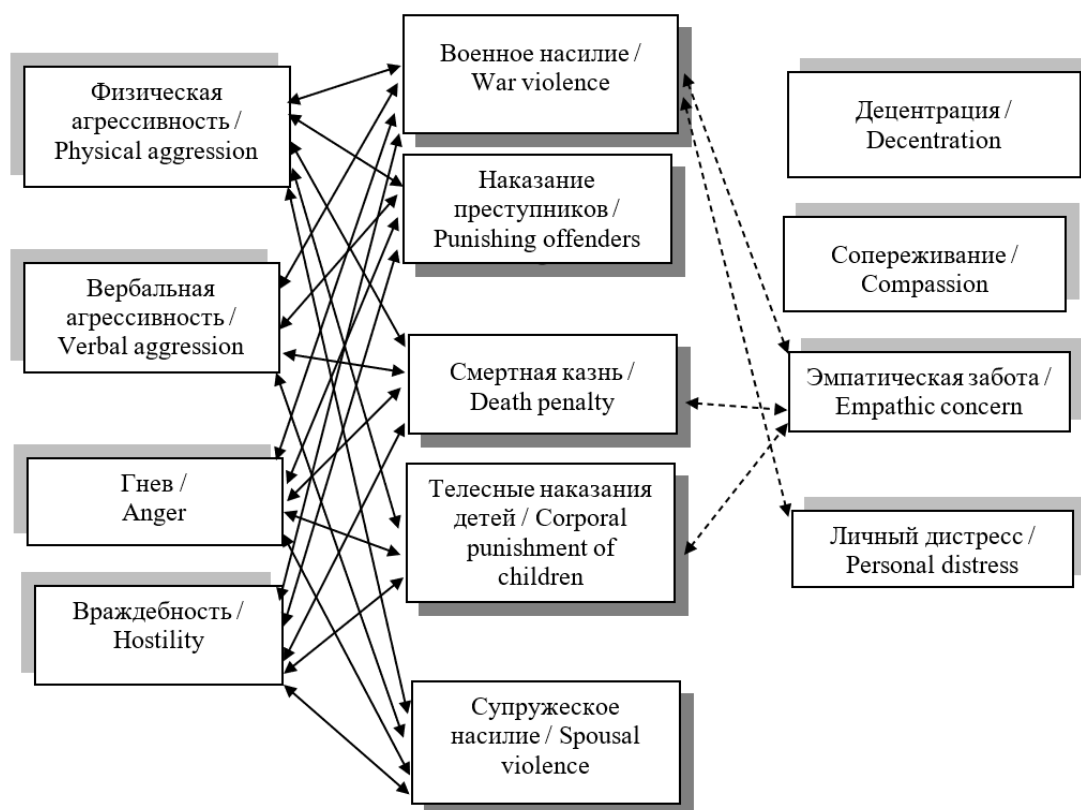 Физическая
агрессивность /
Physical aggression
Вербальная
агрессивность /
Verbal aggression
Гнев /
Anger
Враждебность /
Hostility
Военное насилие /
War violence
Наказание
преступников /
Punishing offenders
Смертная казнь /
Death penalty
Телесные наказания
детей / Corporal
punishment of
children
Супружеское
насилие / Spousal
violence
Децентрация /
Decentration
Сопереживание /
Compassion
Эмпатическая забота /
Empathic concern
Личный дистресс /
Personal distress